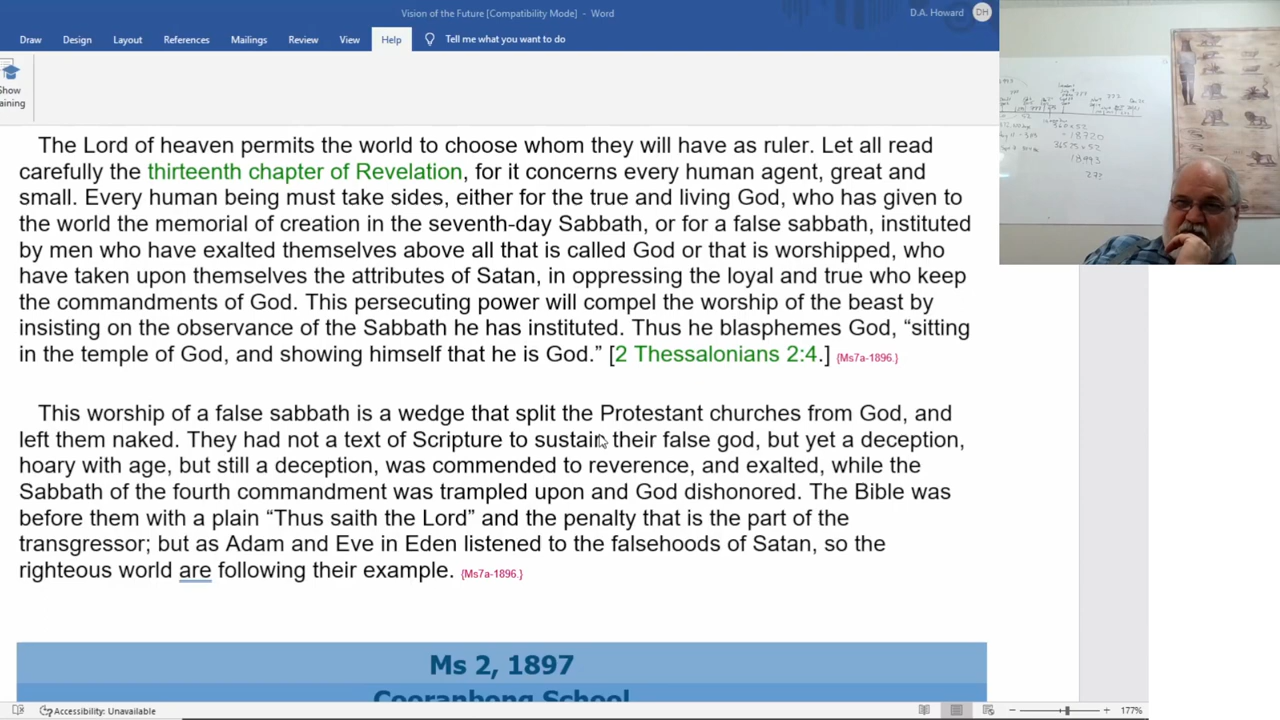 Vision of the Future [Compatibility Mode] - Word
D.A. Howard
DH
Draw Design Layout References Mailings Review View Help Tell me what you want to do
Show
aining
The Lord of heaven permits the world to choose whom they will have as ruler. Let all read
carefully the thirteenth chapter of Revelation, for it concerns every human agent, great and
small. Every human being must take sides, either for the true and living God, who has given to
the world the memorial of creation in the seventh-day Sabbath, or for a false sabbath, instituted
by men who have exalted themselves above all that is called God or that is worshipped, who
have taken upon themselves the attributes of Satan, in oppressing the loyal and true who keep
the commandments of God. This persecuting power will compel the worship of the beast by
insisting on the observance of the Sabbath he has instituted. Thus he blasphemes God, “sitting
in the temple of God, and showing himself that he is God.” [2 Thessalonians 2:4.] {Ms7a-1896.}
This worship of a false sabbath is a wedge that split the Protestant churches from God, and
left them naked. They had not a text of Scripture to sustain their false god, but yet a deception,
hoary with age, but still a deception, was commended to reverence, and exalted, while the
Sabbath of the fourth commandment was trampled upon and God dishonored. The Bible was
before them with a plain “Thus saith the Lord” and the penalty that is the part of the
transgressor; but as Adam and Eve in Eden listened to the falsehoods of Satan, so the
righteous world are following their example. {Ms7a-1896.}
Ms 2, 1897
Cooranbong School
Accessibility: Unavailable
177%
360x52
18720
365.25x52
18993
273